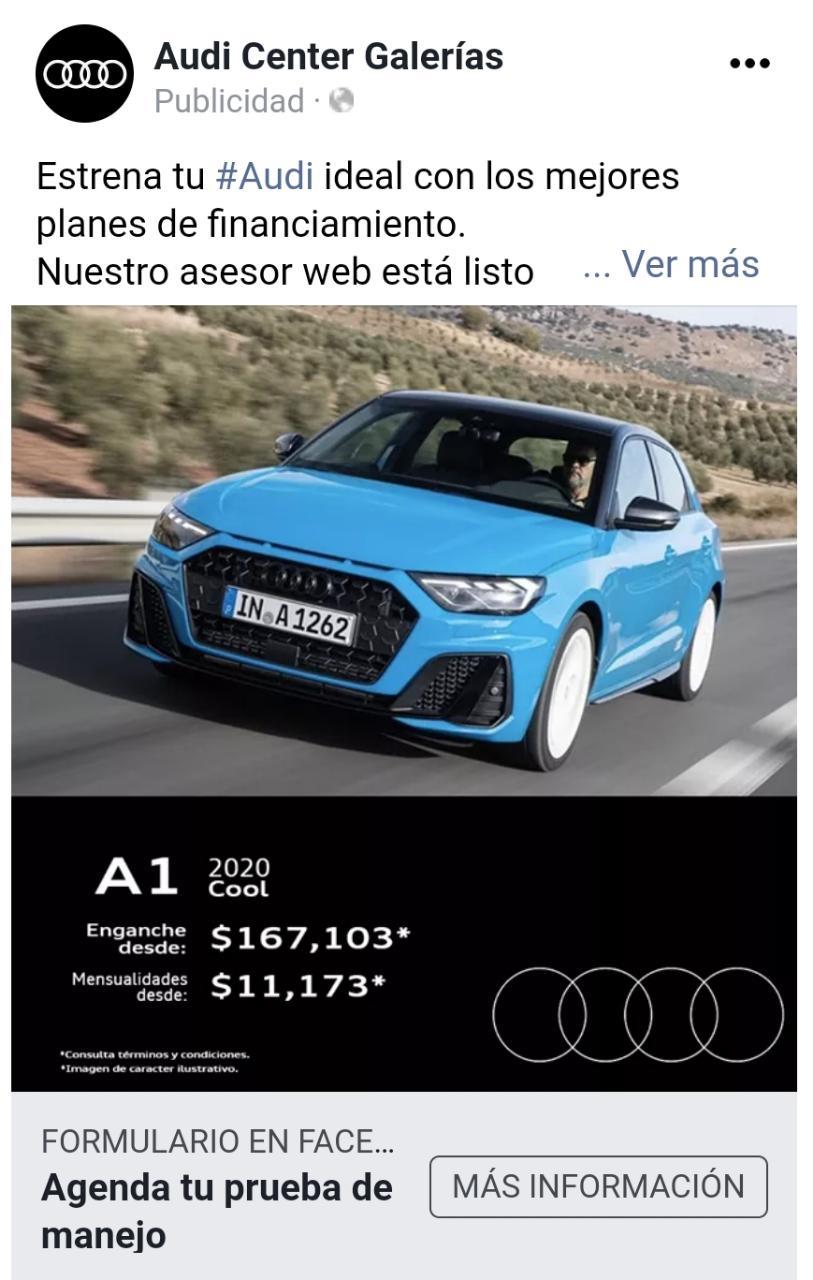 Audi Center Galerías
Publicidad ·
Estrena tu #Audi ideal con los mejores
planes de financiamiento.
Nuestro asesor web está listo ... Ver más
IN A 1262
A1 2020
Cool
Enganche
desde: $167,103*
Mensualidades
desde: $11,173*
*Consulta términos y condiciones.
*Imagen de caracter ilustrativo.
FORMULARIO EN FACE...
Agenda tu prueba de
manejo
MÁS INFORMACIÓN